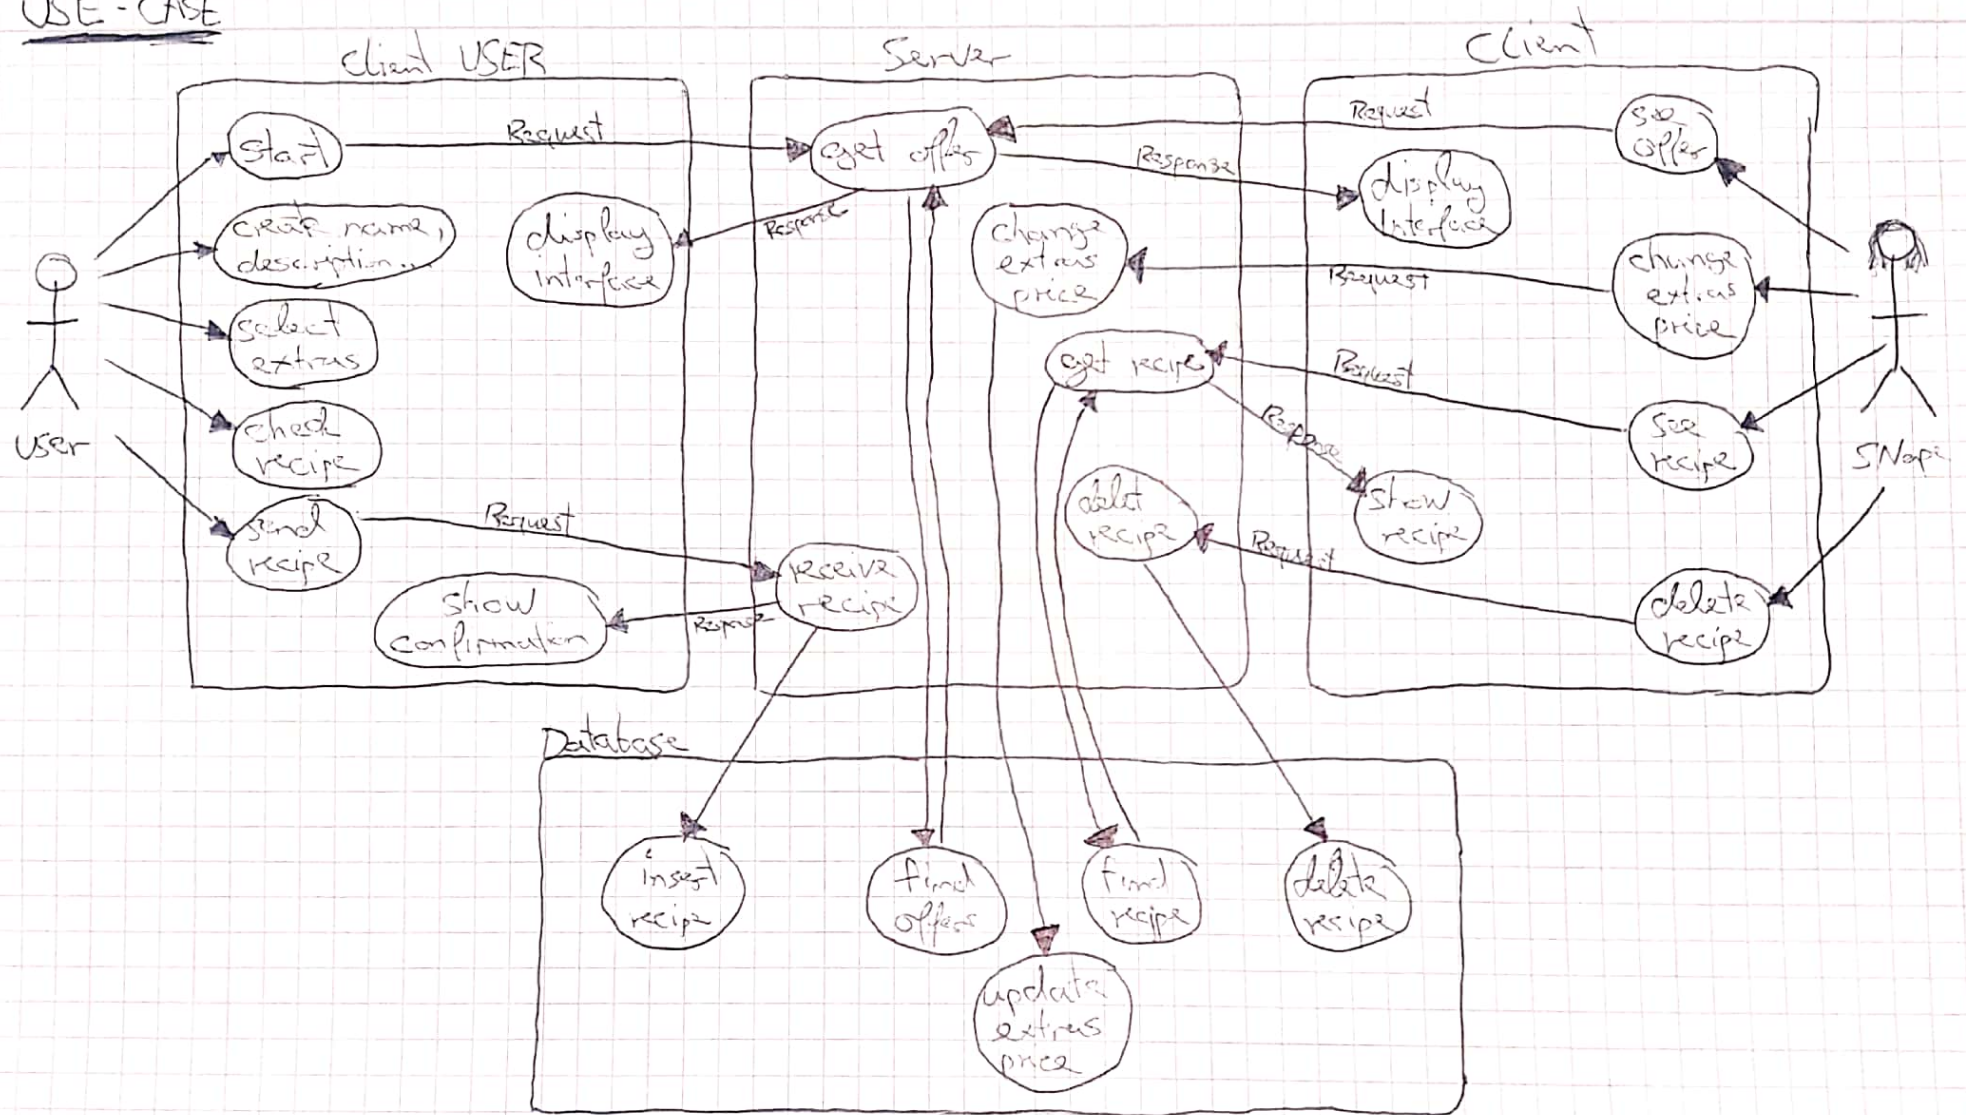 USE-CASE
Client USER
Server
Client
start
Request
get offer
Request
see
offer
Response
display
Interface
create name,
description...
display
interface
Response
change
extras
price
Request
change
extras
price
select
extras
get recipe
Request
see
recipe
Response
check
recipe
User
SNape
delet
recipe
show
recipe
send
recipe
Request
receive
recipe
Request
delete
recipe
show
confirmation
Response
Database
insert
recipe
find
offers
find
recipe
delete
recipe
update
extras
price